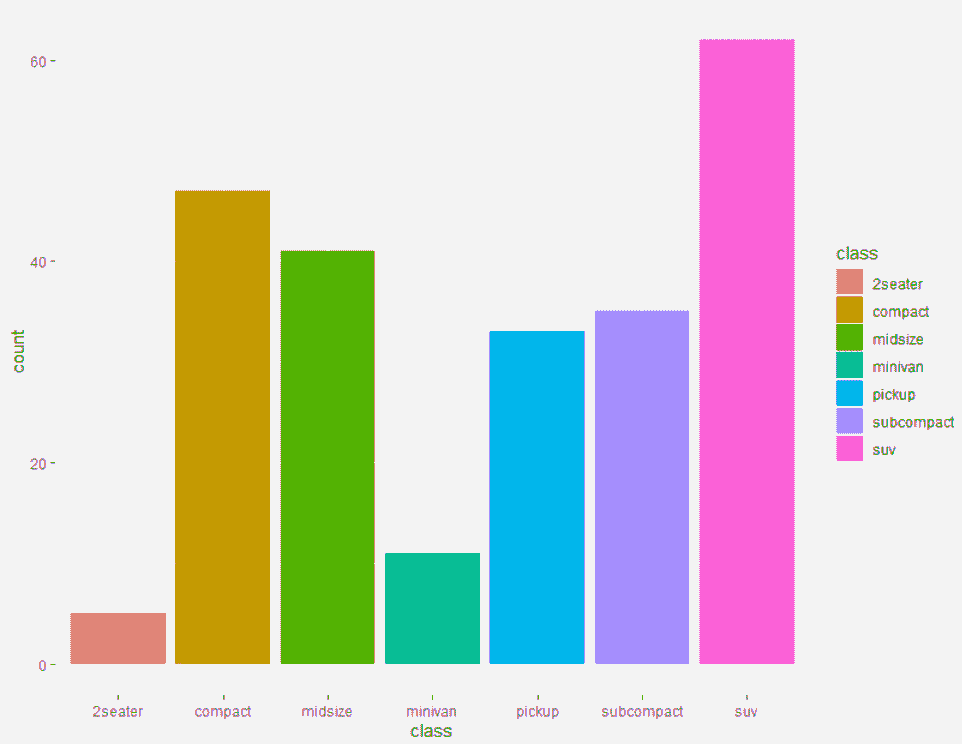 count
60
40
20
0
2seater compact midsize minivan pickup subcompact suv
class
class
2seater
compact
midsize
minivan
pickup
subcompact
suv